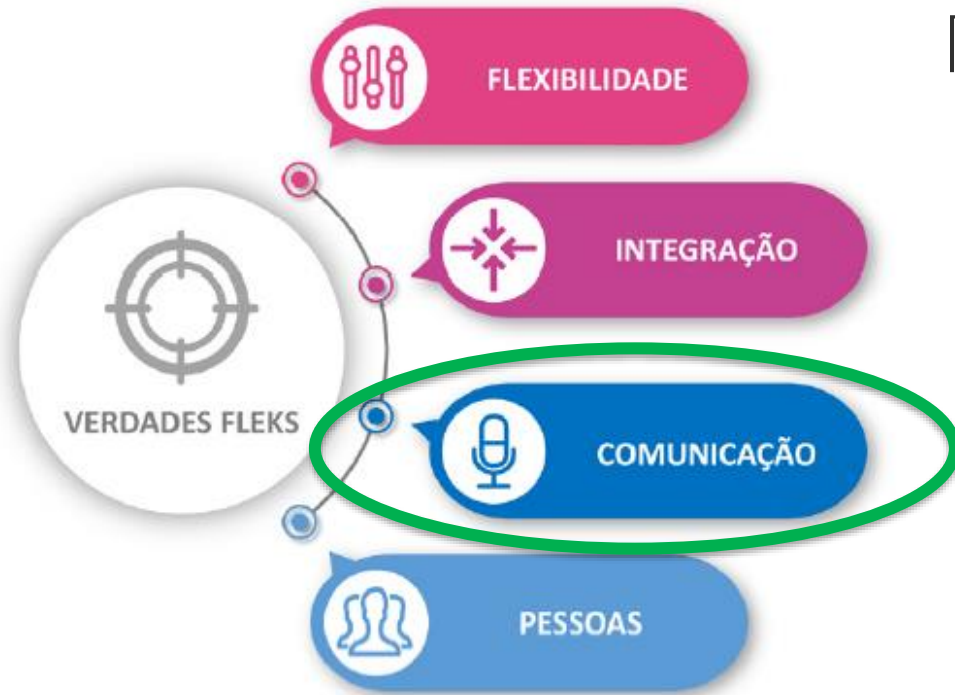 FLEXIBILIDADE
INTEGRAÇÃO
VERDADES FLEKS
COMUNICAÇÃO
PESSOAS